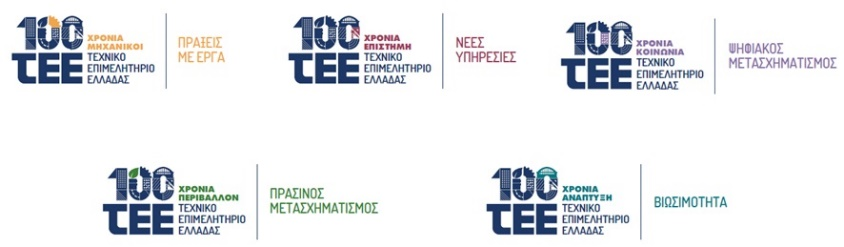 100 ΧΡΟΝΙΑ
ΜΗΧΑΝΙΚΟΙ
ΤΕΕ ΤΕΧΝΙΚΟ
ΕΠΙΜΕΛΗΤΗΡΙΟ
ΕΛΛΑΔΑΣ
ΠΡΑΞΕΙΣ
ΜΕ ΕΡΓΑ
100 ΧΡΟΝΙΑ
ΕΠΙΣΤΗΜΗ
ΤΕΕ ΤΕΧΝΙΚΟ
ΕΠΙΜΕΛΗΤΗΡΙΟ
ΕΛΛΑΔΑΣ
ΝΕΕΣ
ΥΠΗΡΕΣΙΕΣ
100 ΧΡΟΝΙΑ
ΚΟΙΝΩΝΙΑ
ΤΕΕ ΤΕΧΝΙΚΟ
ΕΠΙΜΕΛΗΤΗΡΙΟ
ΕΛΛΑΔΑΣ
ΨΗΦΙΑΚΟΣ
ΜΕΤΑΣΧΗΜΑΤΙΣΜΟΣ
100 ΧΡΟΝΙΑ
ΠΕΡΙΒΑΛΛΟΝ
ΤΕΕ ΤΕΧΝΙΚΟ
ΕΠΙΜΕΛΗΤΗΡΙΟ
ΕΛΛΑΔΑΣ
ΠΡΑΣΙΝΟΣ
ΜΕΤΑΣΧΗΜΑΤΙΣΜΟΣ
100 ΧΡΟΝΙΑ
ΑΝΑΠΤΥΞΗ
ΤΕΕ ΤΕΧΝΙΚΟ
ΕΠΙΜΕΛΗΤΗΡΙΟ
ΕΛΛΑΔΑΣ
ΒΙΩΣΙΜΟΤΗΤΑ